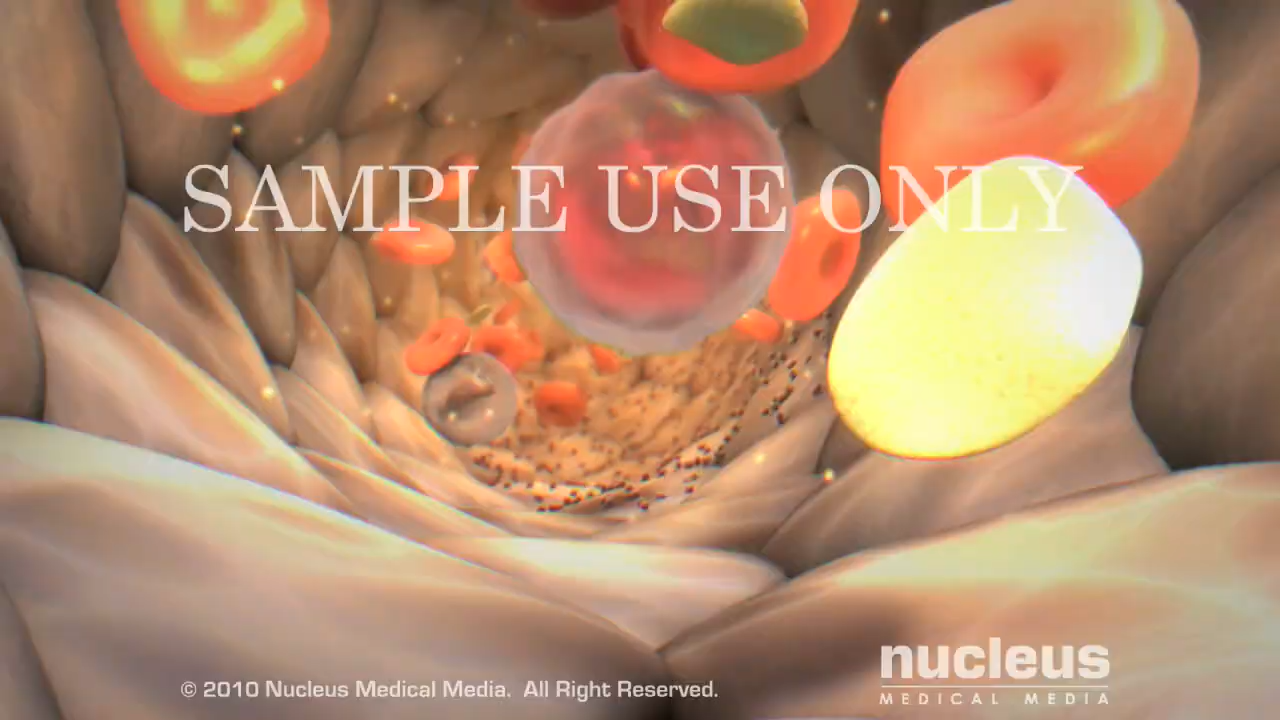 SAMPLE USE ONLY
nucleus
MEDICAL MEDIA
© 2010 Nucleus Medical Media. All Right Reserved.